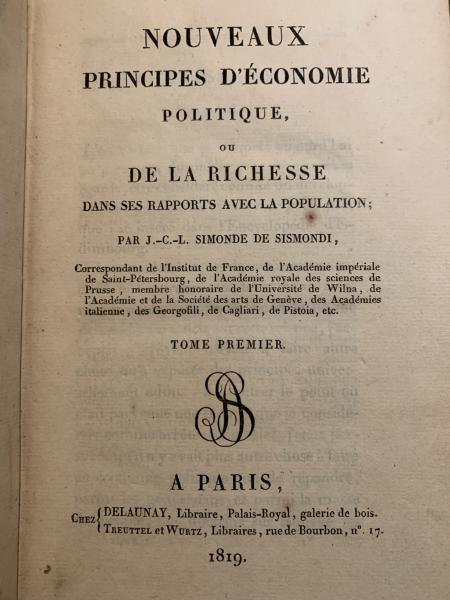 NOUVEAUX
PRINCIPES D'ÉCONOMIE
POLITIQUE,
OU
DE LA RICHESSE
DANS SES RAPPORTS AVEC LA POPULATION;
PAR J.-C.-L. SIMONDE DE SISMONDI,
Correspondant de l'Institut de France, de l'Académie impériale
de Saint-Pétersbourg, de l'Académie royale des sciences de
Prusse, membre honoraire de l'Université de Wilna, de
l'Académie et de la Société des arts de Genève, des Académies
italienne, des Georgofili, de Cagliari, de Pistoia, etc.
TOME PREMIER.
A PARIS,
CHEZ { DELAUNAY, Libraire, Palais-Royal, galerie de bois.
TREUTTEL et WURTZ, Libraires, rue de Bourbon, n°. 17.
1819.